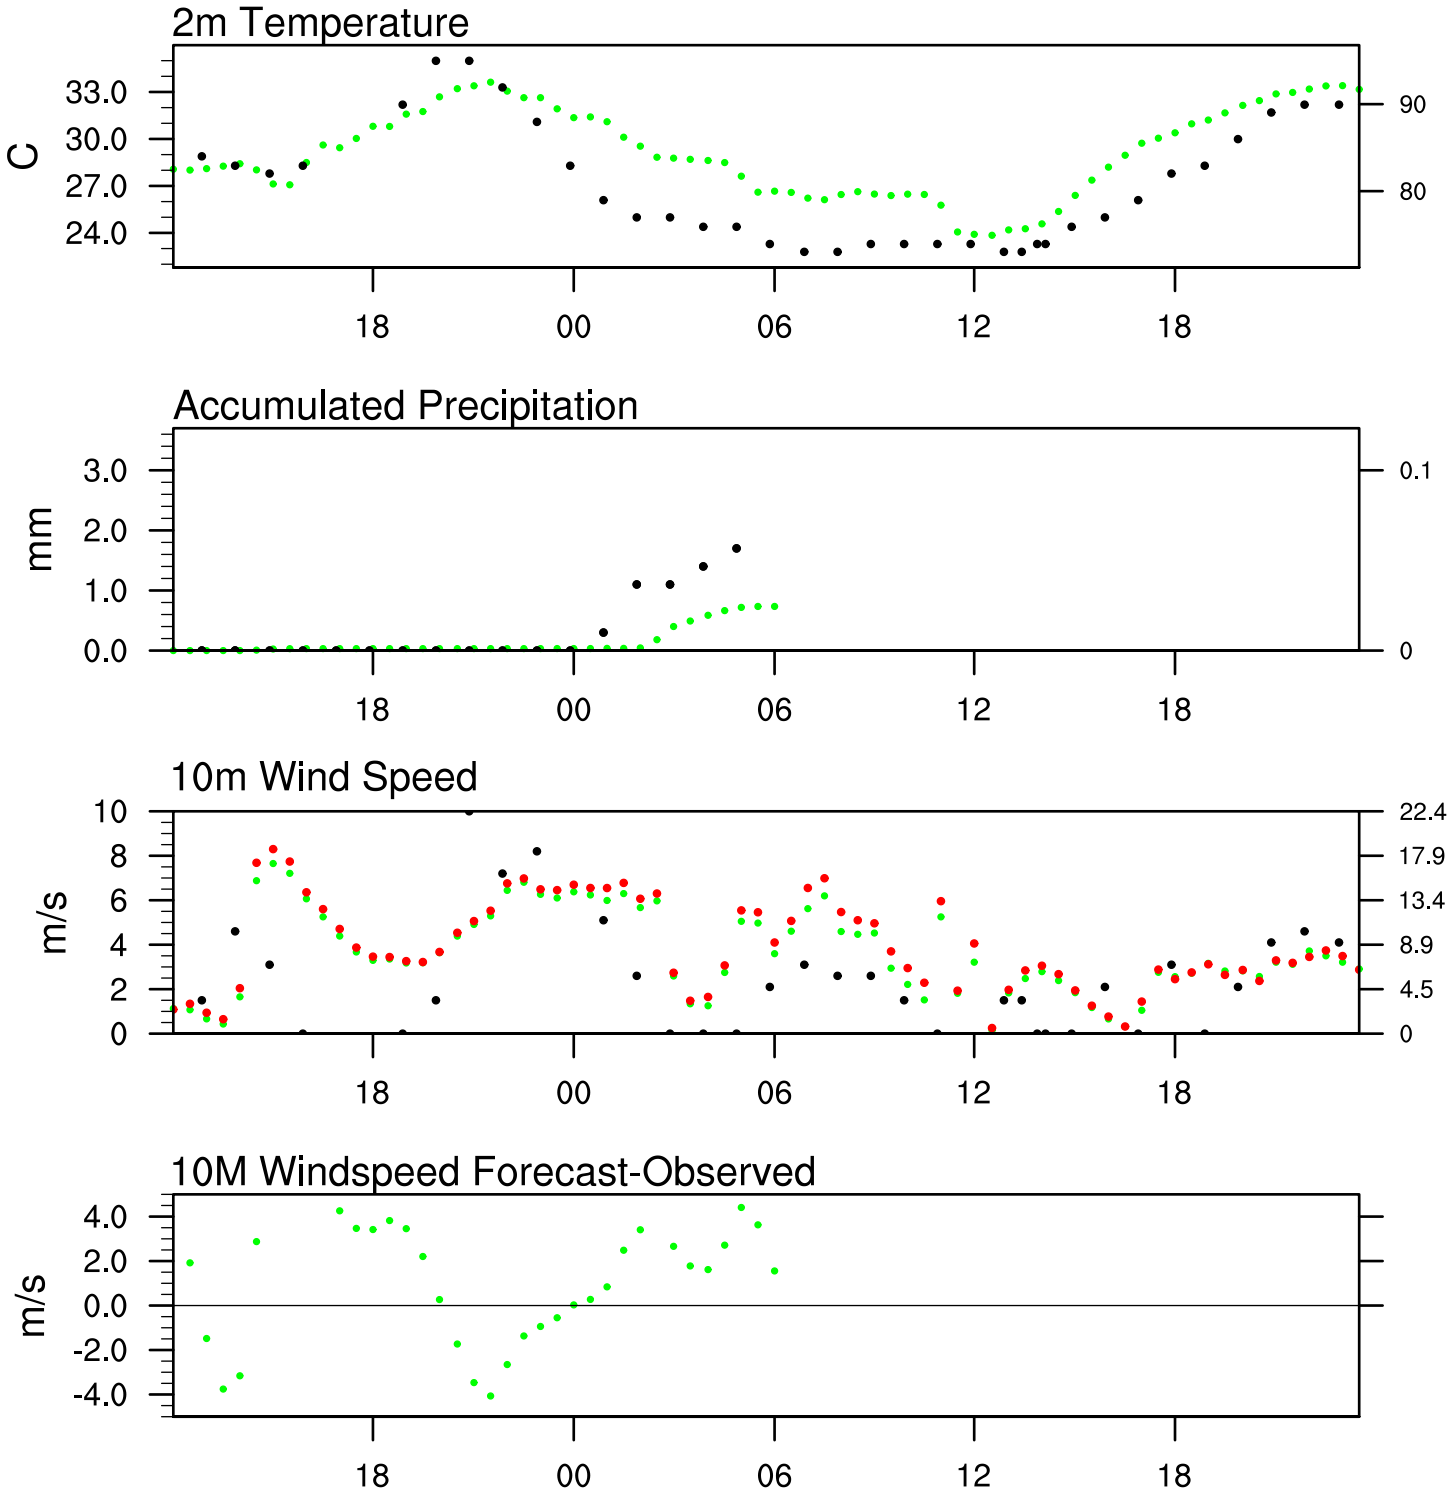 2m Temperature
C
33.0
30.0
27.0
24.0
90
80
18 00 06 12 18
Accumulated Precipitation
mm
3.0
2.0
1.0
0.0
0.1
0
18 00 06 12 18
10m Wind Speed
m/s
10
8
6
4
2
0
22.4
17.9
13.4
8.9
4.5
0
18 00 06 12 18
10M Windspeed Forecast-Observed
m/s
4.0
2.0
0.0
-2.0
-4.0
18 00 06 12 18